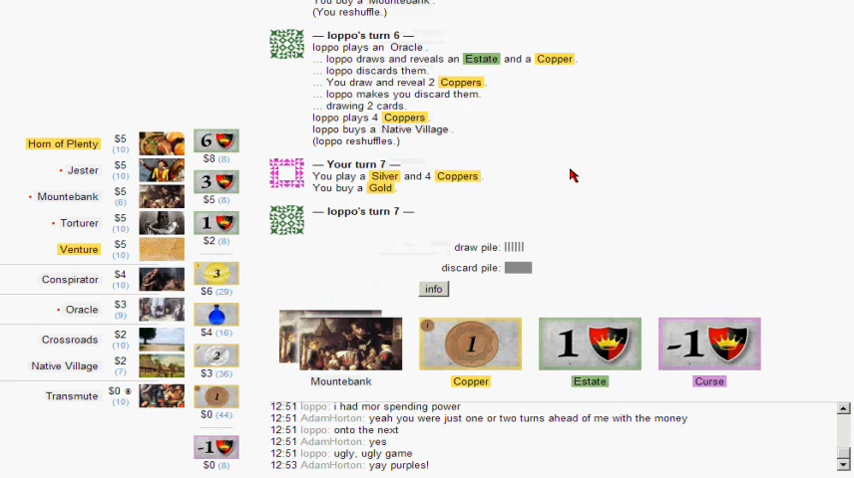 You buy a Mountebank.
(You reshuffle.)
— loppo's turn 6 —
loppo plays an Oracle.
... loppo draws and reveals an Estate and a Copper.
... loppo discards them.
... You draw and reveal 2 Coppers.
... loppo makes you discard them.
... drawing 2 cards.
loppo plays 4 Coppers.
loppo buys a Native Village.
(loppo reshuffles.)
— Your turn 7 —
You play a Silver and 4 Coppers.
You buy a Gold.
— loppo's turn 7 —
draw pile:
discard pile:
info
Horn of Plenty $5 (10)
Jester $5 (10)
Mountebank $5 (6)
Torturer $5 (10)
Venture $5 (10)
Conspirator $4 (10)
Oracle $3 (9)
Crossroads $2 (10)
Native Village $2 (7)
Transmute $0 (10)
6
$8 (8)
3
$5 (8)
1
$2 (8)
3
$6 (29)
$4 (16)
2
$3 (36)
1
$0 (44)
-1
$0 (8)
Mountebank
1
1
Copper
1
Estate
-1
Curse
12:51 loppo: i had mor spending power
12:51 AdamHorton: yeah you were just one or two turns ahead of me with the money
12:51 loppo: onto the next
12:51 AdamHorton: yes
12:51 loppo: ugly, ugly game
12:53 AdamHorton: yay purples!